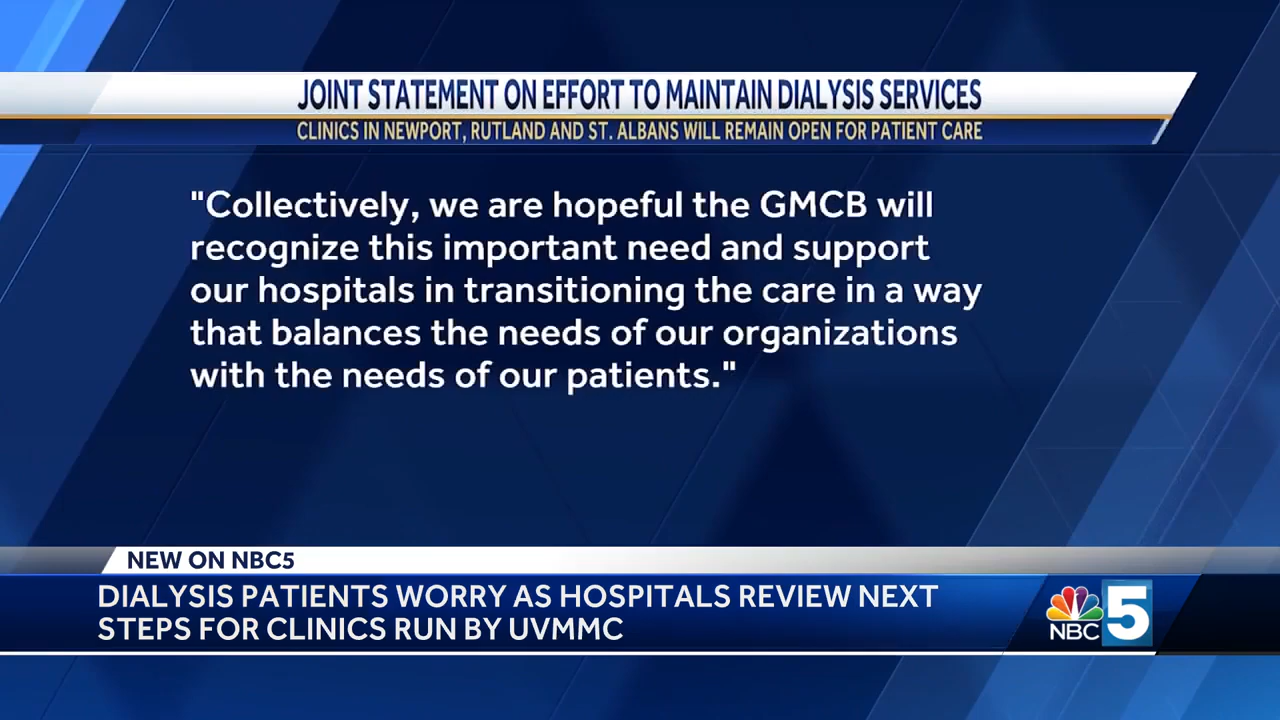 JOINT STATEMENT ON EFFORT TO MAINTAIN DIALYSIS SERVICES
CLINICS IN NEWPORT, RUTLAND AND ST. ALBANS WILL REMAIN OPEN FOR PATIENT CARE
"Collectively, we are hopeful the GMCB will
recognize this important need and support
our hospitals in transitioning the care in a way
that balances the needs of our organizations
with the needs of our patients."
NEW ON NBC5
DIALYSIS PATIENTS WORRY AS HOSPITALS REVIEW NEXT
STEPS FOR CLINICS RUN BY UVMMC
NBC 5